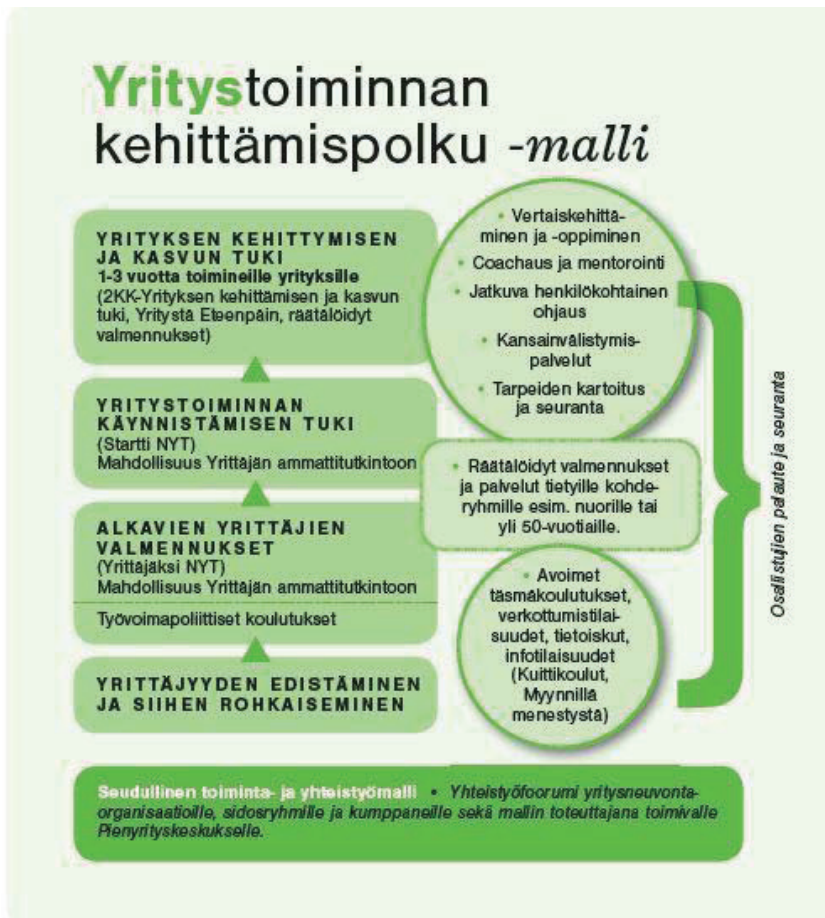 Yritystoiminnan
kehittämispolku -malli
YRITYKSEN KEHITTYMISEN
JA KASVUN TUKI
1-3 vuotta toimineille yrityksille
(2KK-Yrityksen kehittämisen ja kasvun
tuki, Yritystä Eteenpäin, räätälöidyt
valmennukset)
YRITYSTOIMINNAN
KÄYNNISTÄMISEN TUKI
(Startti NYT)
Mahdollisuus Yrittäjän ammattitutkintoon
ALKAVIEN YRITTÄJIEN
VALMENNUKSET
(Yrittäjäksi NYT)
Mahdollisuus Yrittäjän ammattitutkintoon
Työvoimapoliittiset koulutukset
YRITTÄJYYDEN EDISTÄMINEN
JA SIIHEN ROHKAISEMINEN
• Vertaiskehittä-
minen ja -oppiminen
• Coachaus ja mentorointi
• Jatkuva henkilökohtainen
ohjaus
• Kansainvälistymis-
palvelut
• Tarpeiden kartoitus
ja seuranta
• Räätälöidyt valmennukset
ja palvelut tietyille kohde-
ryhmille esim. nuorille tai
yli 50-vuotiaille.
• Avoimet
täsmäkoulutukset,
verkottumistilai-
suudet, tietoiskut,
infotilaisuudet
(Kuittikoulut,
Myynnillä
menestystä)
Osallistujien palaute ja seuranta
Seudullinen toiminta- ja yhteistyömalli • Yhteistyöfoorumi yritysneuvonta-
organisaatioille, sidosryhmille ja kumppaneille sekä mallin toteuttajana toimivalle
Pienyrityskeskukselle.